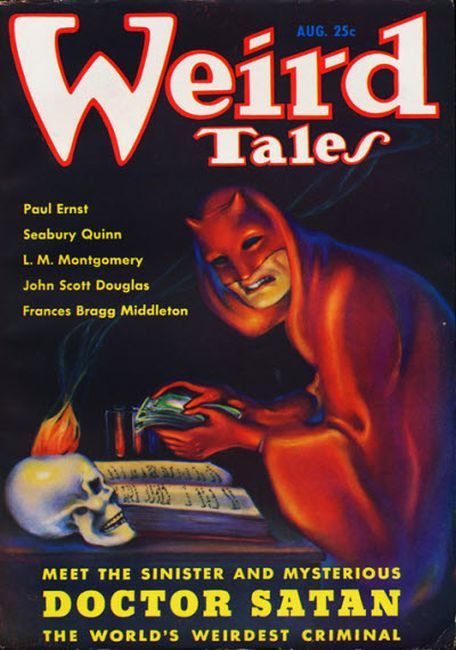 AUG. 25c
Weird
Tales
Paul Ernst
Seabury Quinn
L. M. Montgomery
John Scott Douglas
Frances Bragg Middleton
MEET THE SINISTER AND MYSTERIOUS
DOCTOR SATAN
THE WORLD'S WEIRDEST CRIMINAL